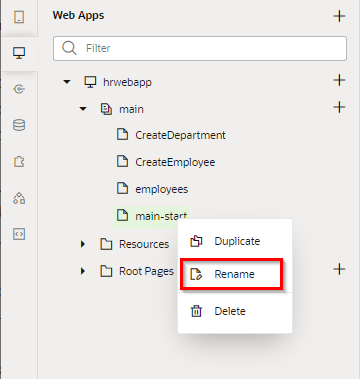 Web Apps
Filter
hrwebapp
main
CreateDepartment
CreateEmployee
employees
main-start
Duplicate
Resources
Rename
Root Pages
Delete